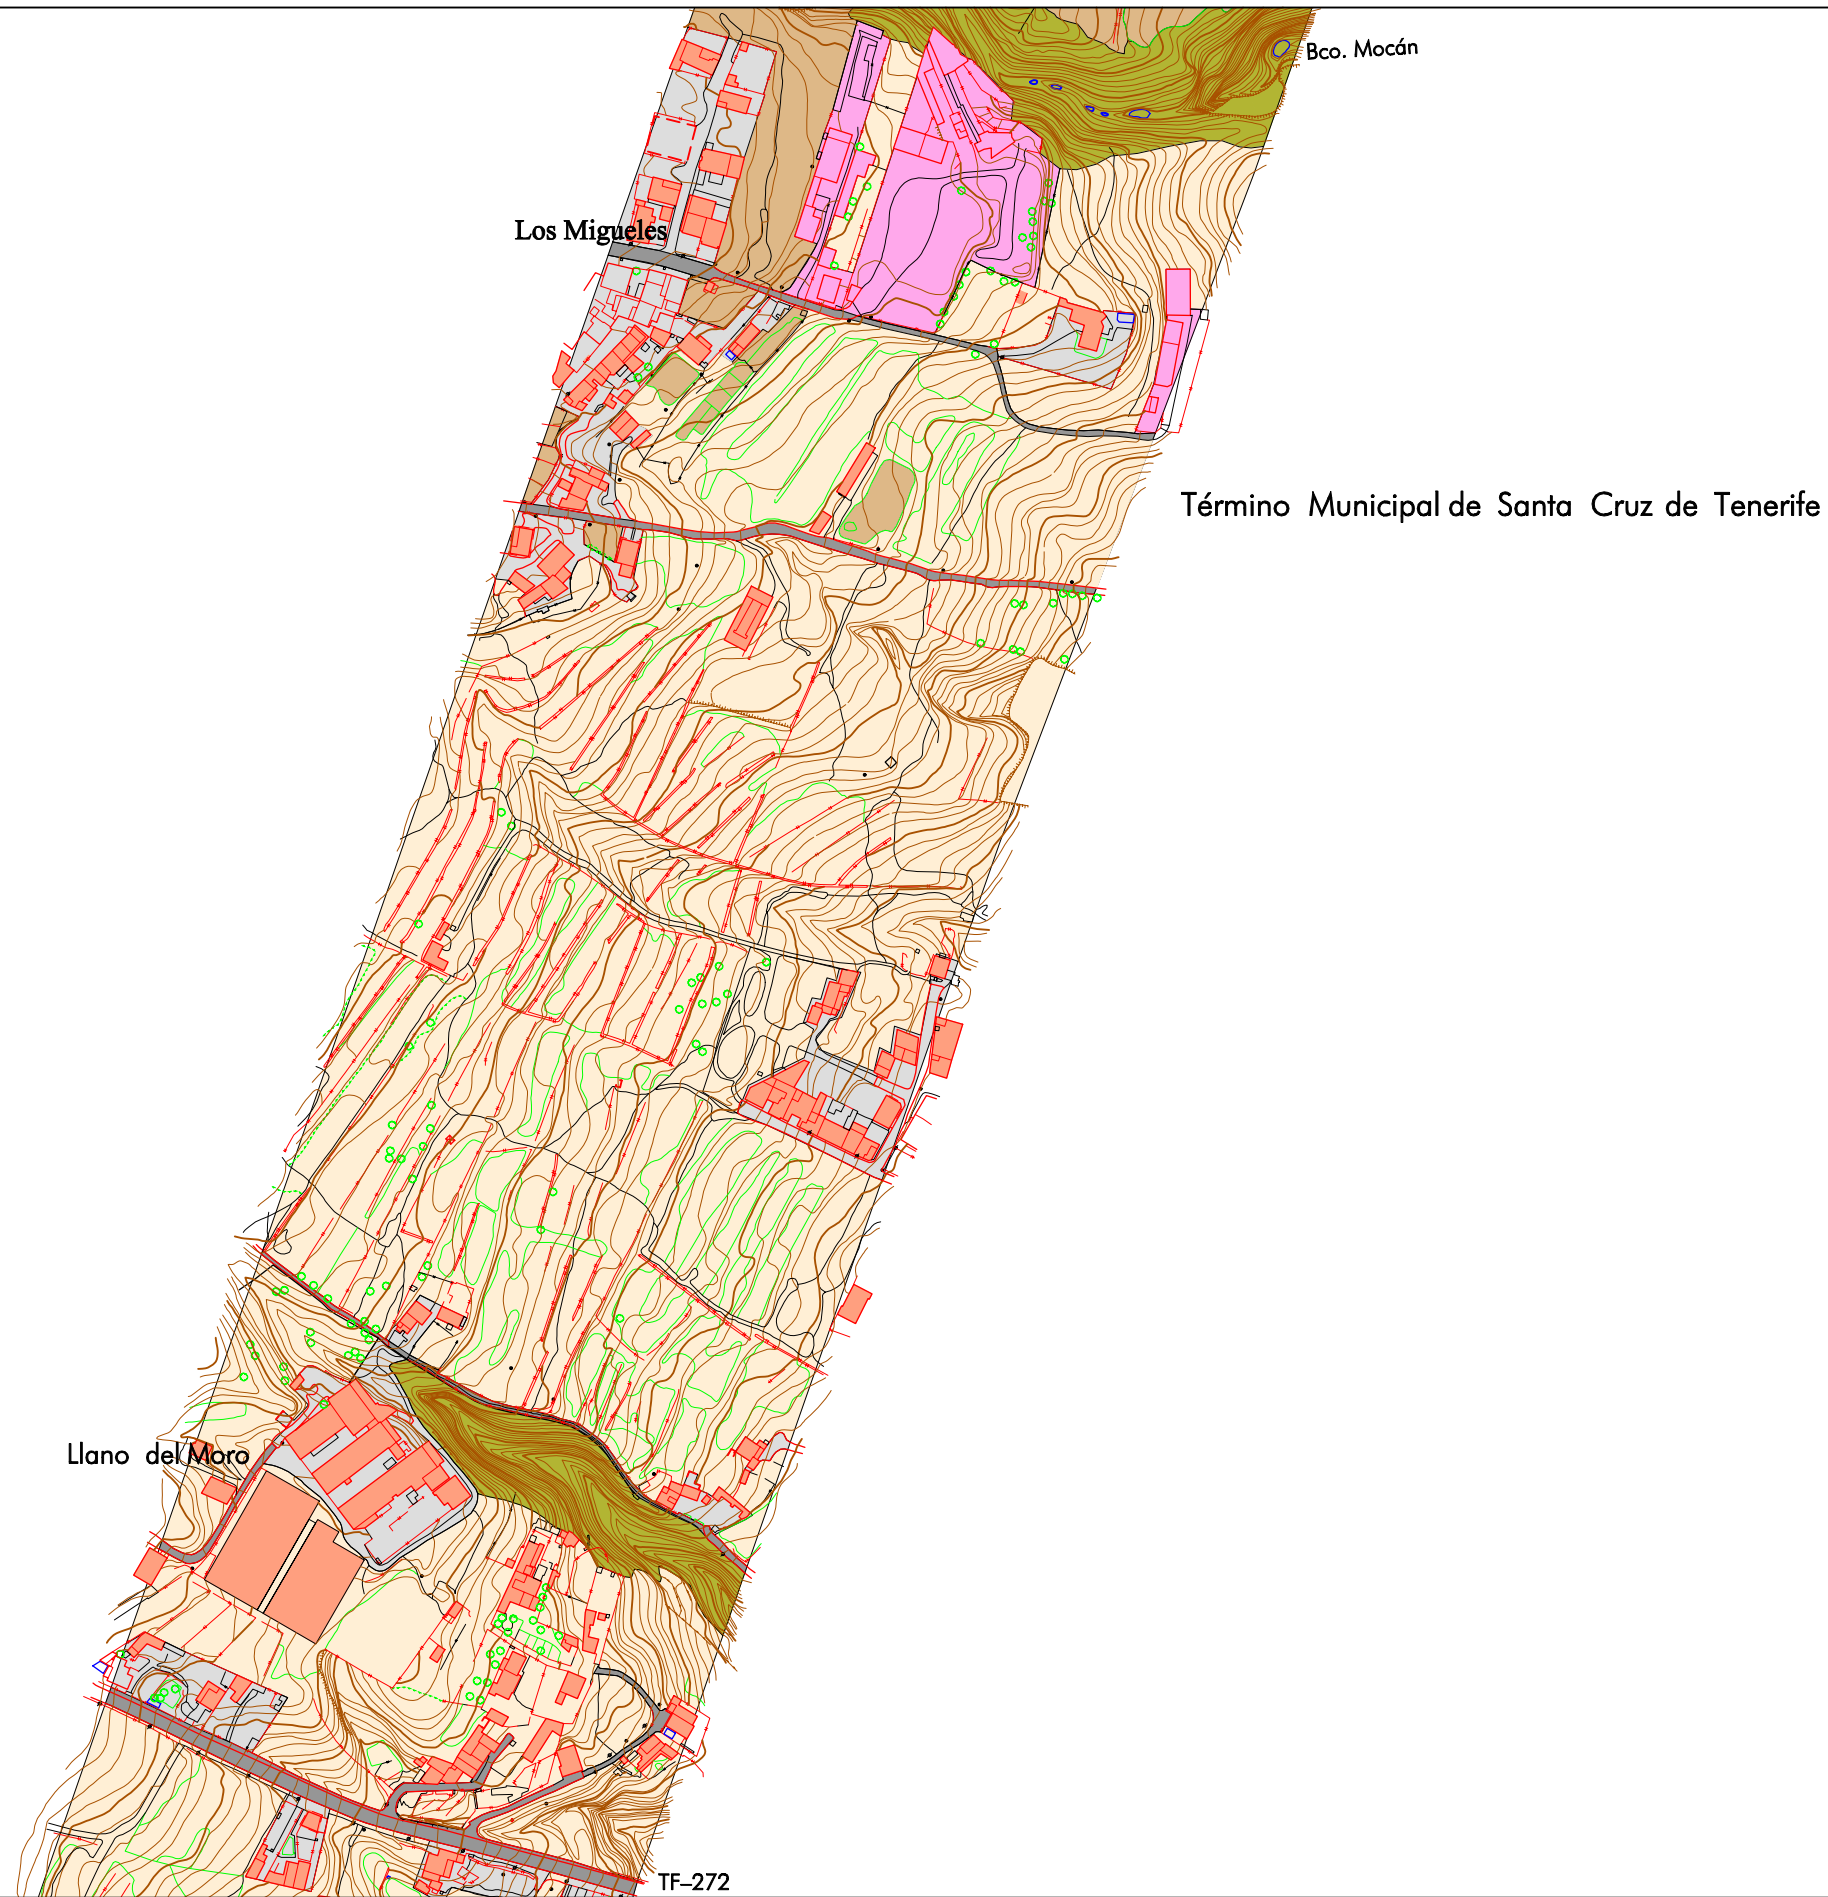 Bco. Mocán
Los Migueles
Término Municipal de Santa Cruz de Tenerife
Llano del Moro
TF–272